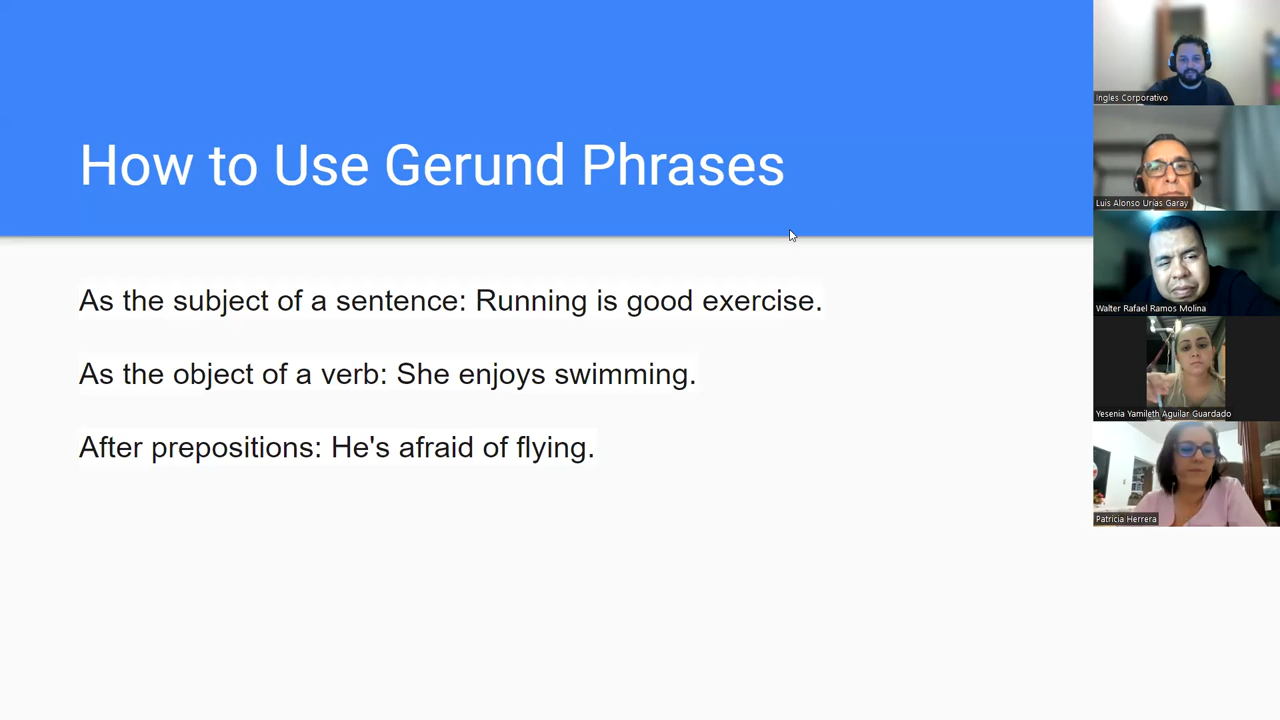 How to Use Gerund Phrases
As the subject of a sentence: Running is good exercise.
As the object of a verb: She enjoys swimming.
After prepositions: He's afraid of flying.
Ingles Corporativo
Luis Alonso Urías Garay
Walter Rafael Ramos Molina
Yesenia Yamileth Aguilar Guardado
Patricia Herrera